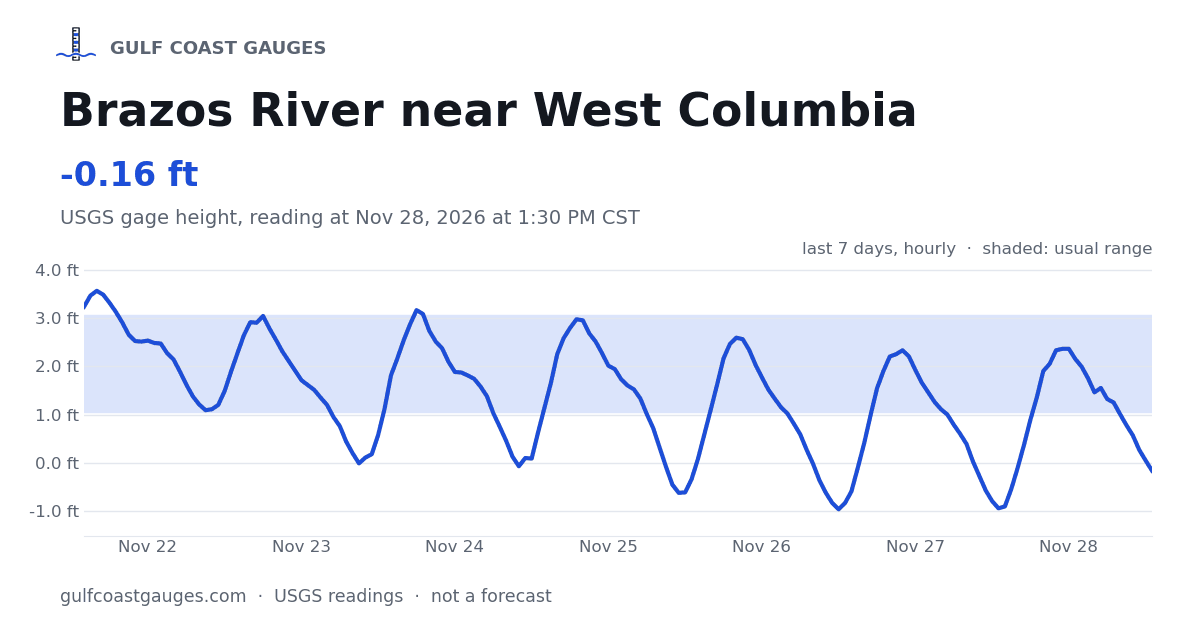 GULF COAST GAUGES
Brazos River near West Columbia
-0.16 ft
USGS gage height, reading at Nov 28, 2026 at 1:30 PM CST
last 7 days, hourly · shaded: usual range
4.0 ft
3.0 ft
2.0 ft
1.0 ft
0.0 ft
-1.0 ft
Nov 22 Nov 23 Nov 24 Nov 25 Nov 26 Nov 27 Nov 28
gulfcoastgauges.com · USGS readings · not a forecast